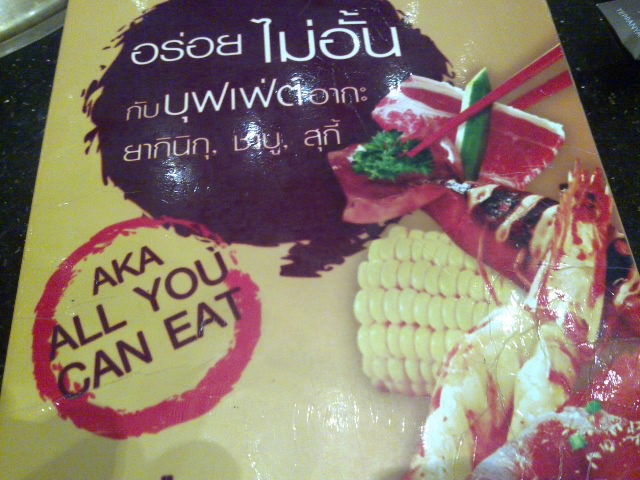 อร่อย ไม่อั้น
กับบุฟเฟ่ต์อากะ
ยากินิกุ, ชาบู, สุกี้
AKA
ALL YOU
CAN EAT